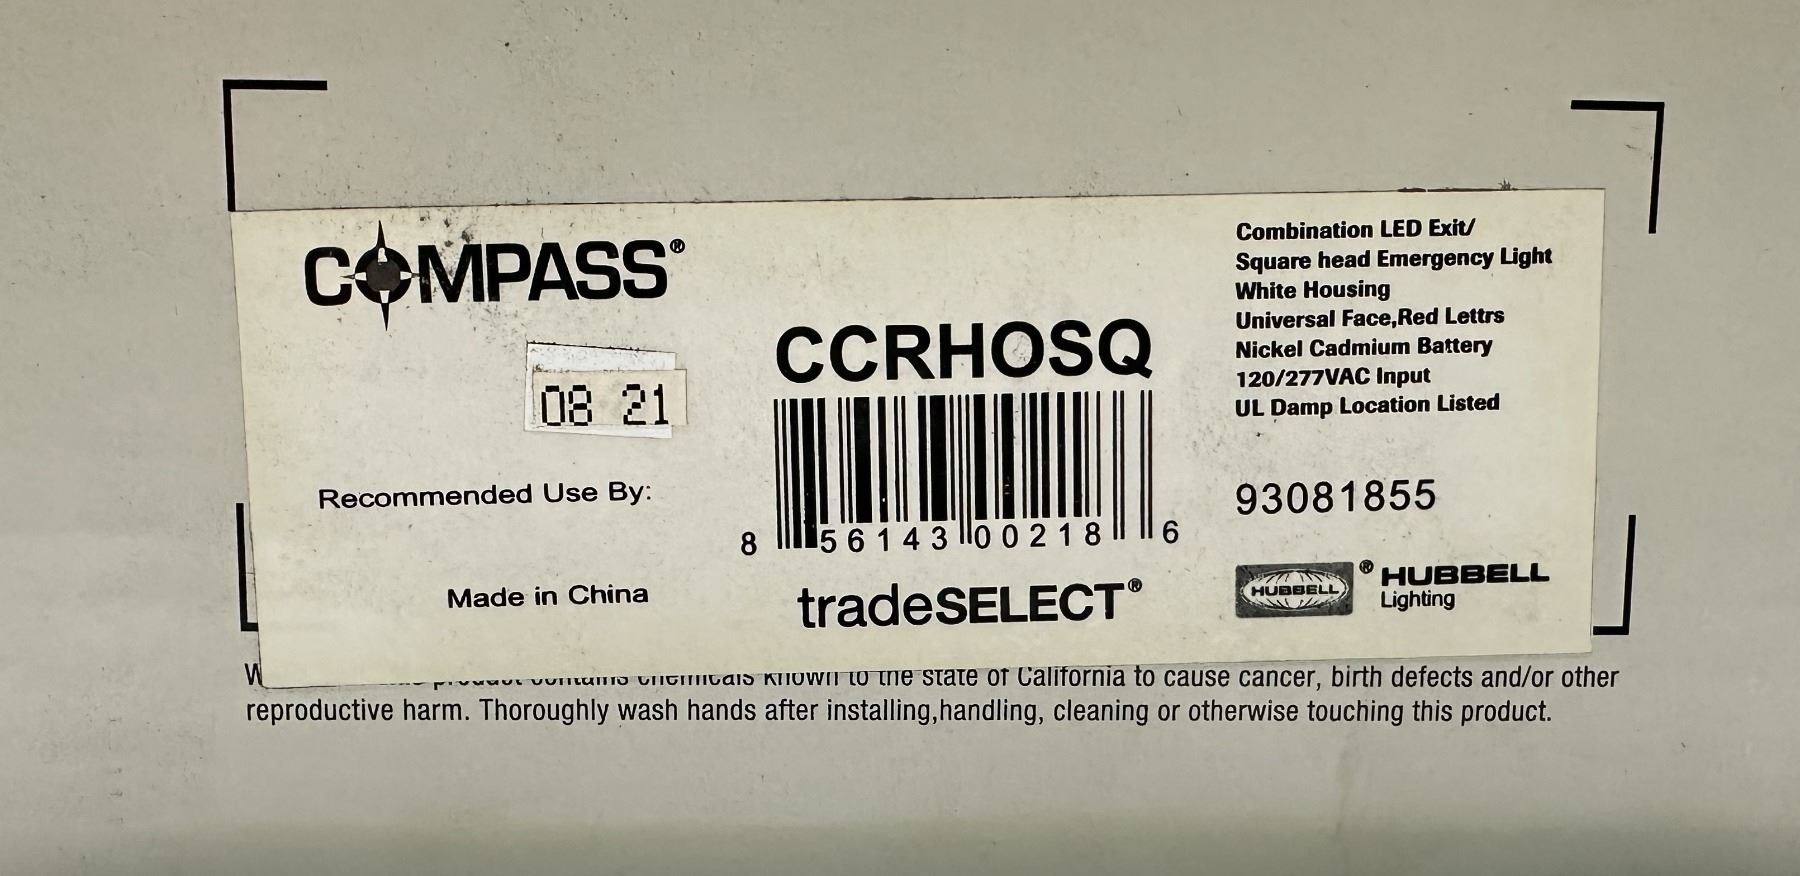 COMPASS®
08 21
Recommended Use By:
Made in China
CCRHOSQ
8 56143 00218 6
tradeSELECT®
Combination LED Exit/
Square head Emergency Light
White Housing
Universal Face,Red Lettrs
Nickel Cadmium Battery
120/277VAC Input
UL Damp Location Listed
93081855
HUBBELL ® HUBBELL
Lighting
product contains chemicals known to the state of California to cause cancer, birth defects and/or other
reproductive harm. Thoroughly wash hands after installing,handling, cleaning or otherwise touching this product.